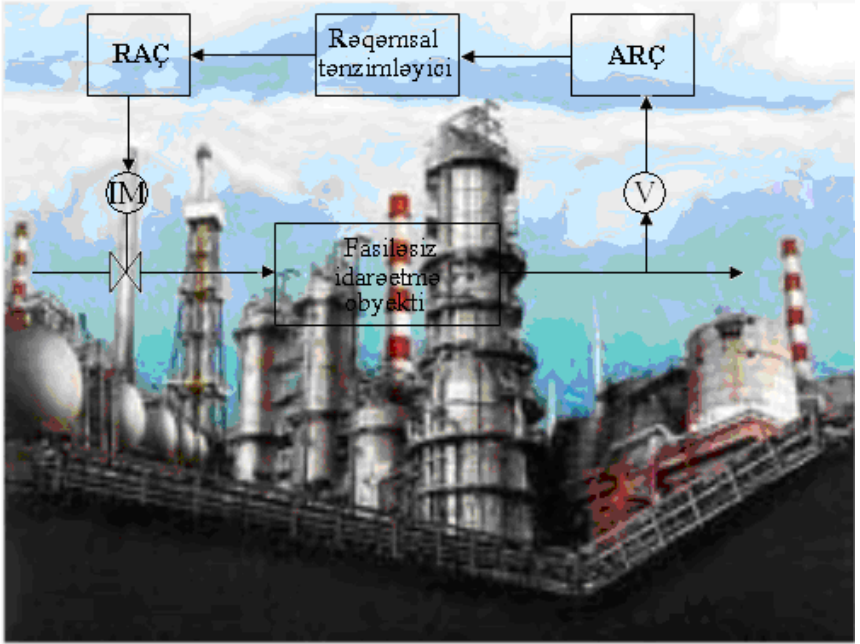 RAÇ
Rəqəmsal
tənzimləyici
ARÇ
IM
V
Fasiləsiz
idarəetmə
obyekti